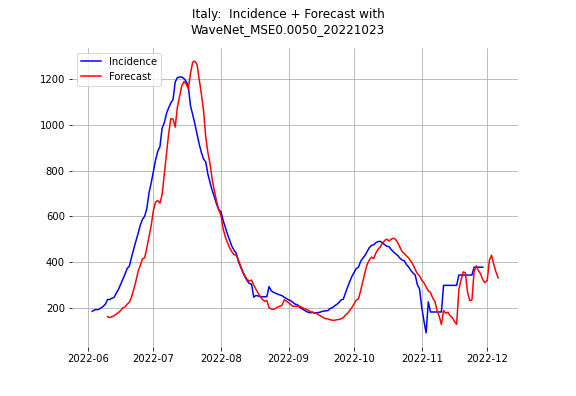 Italy:  Incidence + Forecast with
WaveNet_MSE0.0050_20221023
Incidence
Forecast
1200
1000
800
600
400
200
2022-06 2022-07 2022-08 2022-09 2022-10 2022-11 2022-12